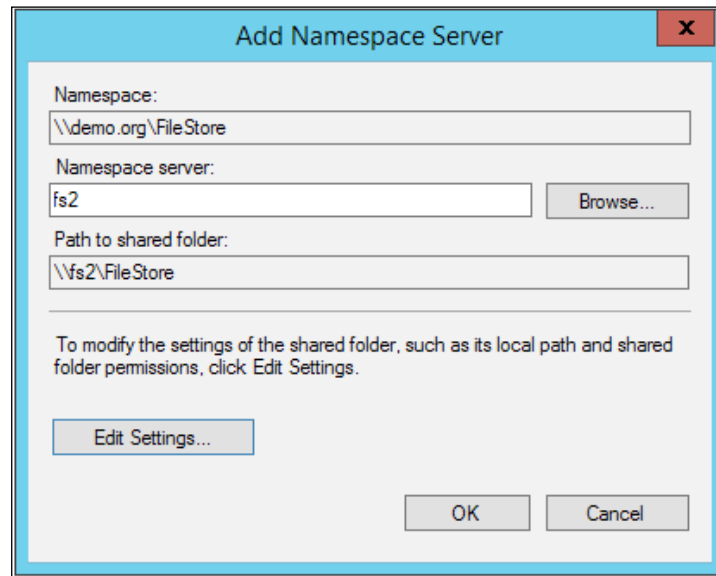 Add Namespace Server
x
Namespace:
\\demo.org\FileStore
Namespace server:
fs2
Browse...
Path to shared folder:
\\fs2\FileStore
To modify the settings of the shared folder, such as its local path and shared
folder permissions, click Edit Settings.
Edit Settings...
OK
Cancel